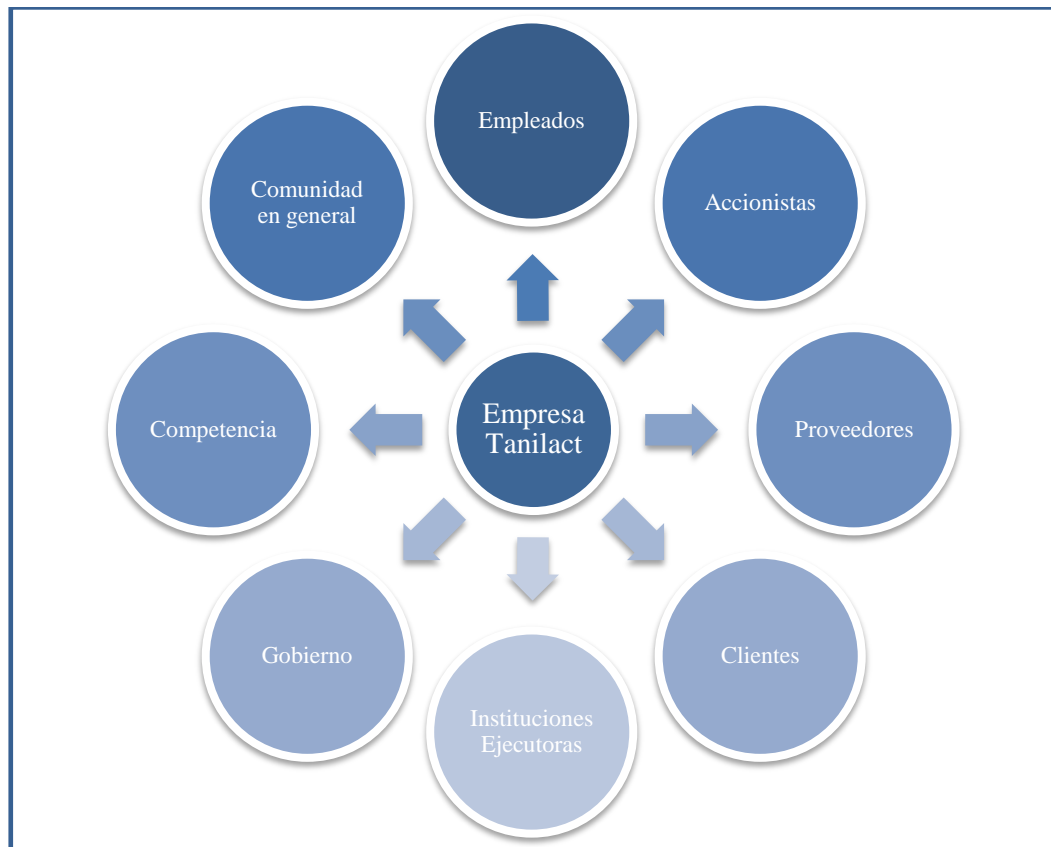 Empleados
Comunidad
en general
Accionistas
Competencia
Empresa
Tanilact
Proveedores
Gobierno
Clientes
Instituciones
Ejecutoras